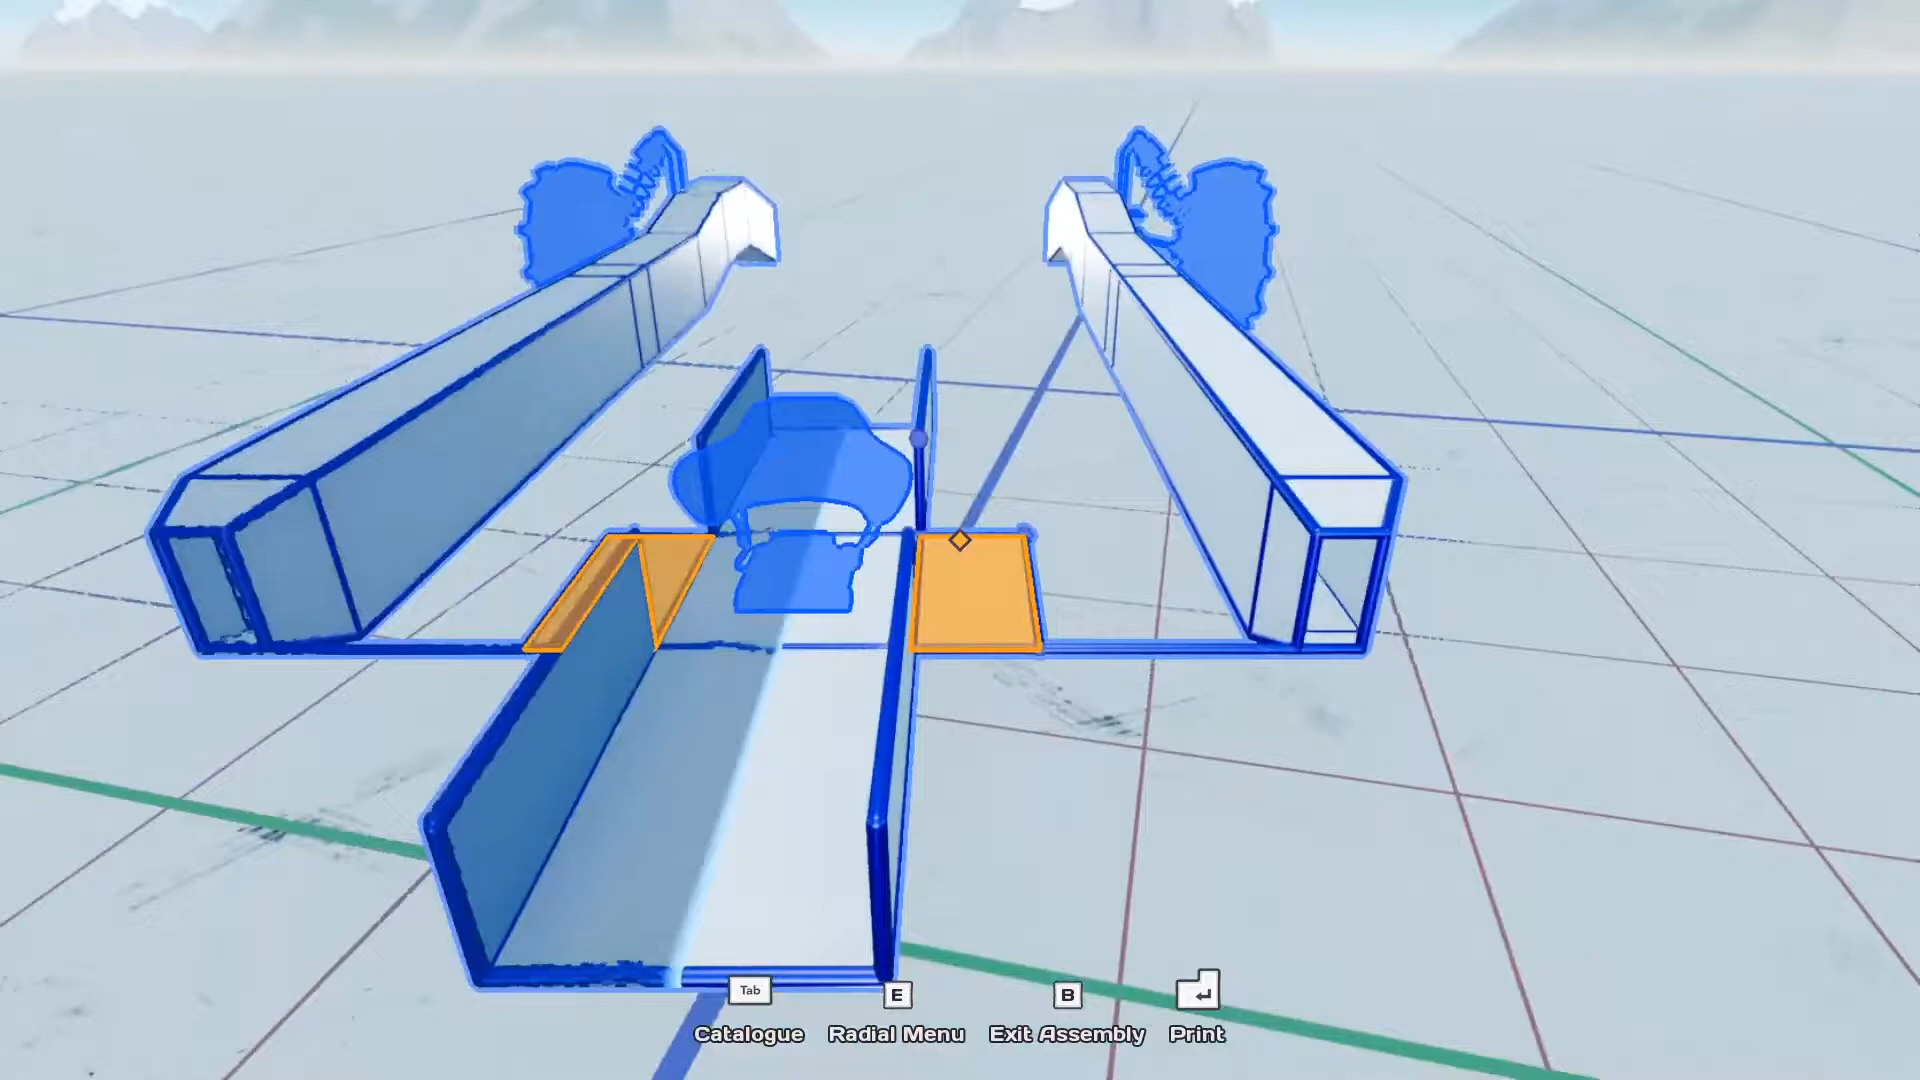 Tab
E
B
Catalogue
Radial Menu
Exit Assembly
Print